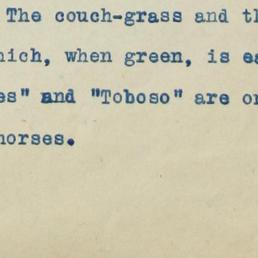 The couch-grass and th
hich, when green, is ea
es" and "Toboso" are on
horses.